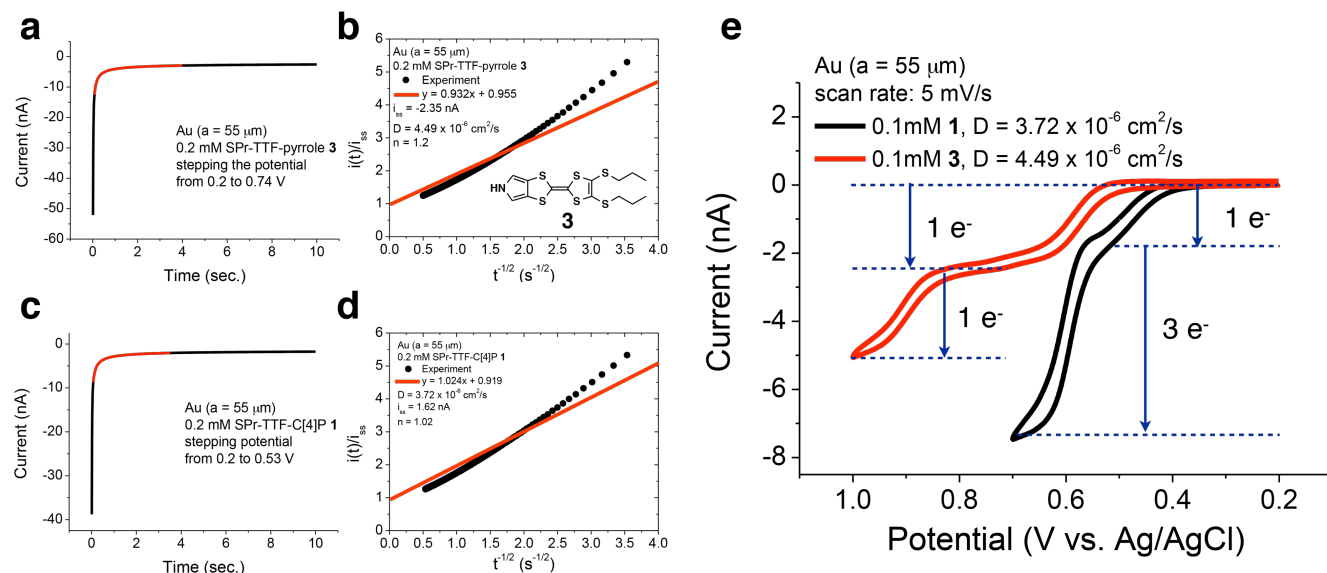 a
0
-10
-20
-30
-40
-50
-60
Current (nA)
Au (a = 55 μm)
0.2 mM SPr-TTF-pyrrole 3
stepping the potential
from 0.2 to 0.74 V
0 2 4 6 8 10
Time (sec.)
b
6
5
4
3
2
1
0
i(t)/iss
Au (a = 55 μm)
0.2 mM SPr-TTF-pyrrole 3
Experiment
y = 0.932x + 0.955
iss = -2.35 nA
D = 4.49 x 10⁻⁶ cm²/s
n = 1.2
HN S S S S S S
3
0.0 0.5 1.0 1.5 2.0 2.5 3.0 3.5 4.0
t⁻¹/² (s⁻¹/²)
c
0
-10
-20
-30
-40
Current (nA)
Au (a = 55 μm)
0.2 mM SPr-TTF-C[4]P 1
stepping potential
from 0.2 to 0.53 V
0 2 4 6 8 10
Time (sec.)
d
6
5
4
3
2
1
0
i(t)/iss
Au (a = 55 μm)
0.2 mM SPr-TTF-C[4]P 1
Experiment
y = 1.024x + 0.919
D = 3.72 x 10⁻⁶ cm²/s
iss = 1.62 nA
n = 1.02
0.0 0.5 1.0 1.5 2.0 2.5 3.0 3.5 4.0
t⁻¹/² (s⁻¹/²)
e
2
0
-2
-4
-6
-8
Current (nA)
Au (a = 55 μm)
scan rate: 5 mV/s
0.1mM 1, D = 3.72 x 10⁻⁶ cm²/s
0.1mM 3, D = 4.49 x 10⁻⁶ cm²/s
1 e⁻
1 e⁻
1 e⁻
3 e⁻
1.0 0.8 0.6 0.4 0.2
Potential (V vs. Ag/AgCl)